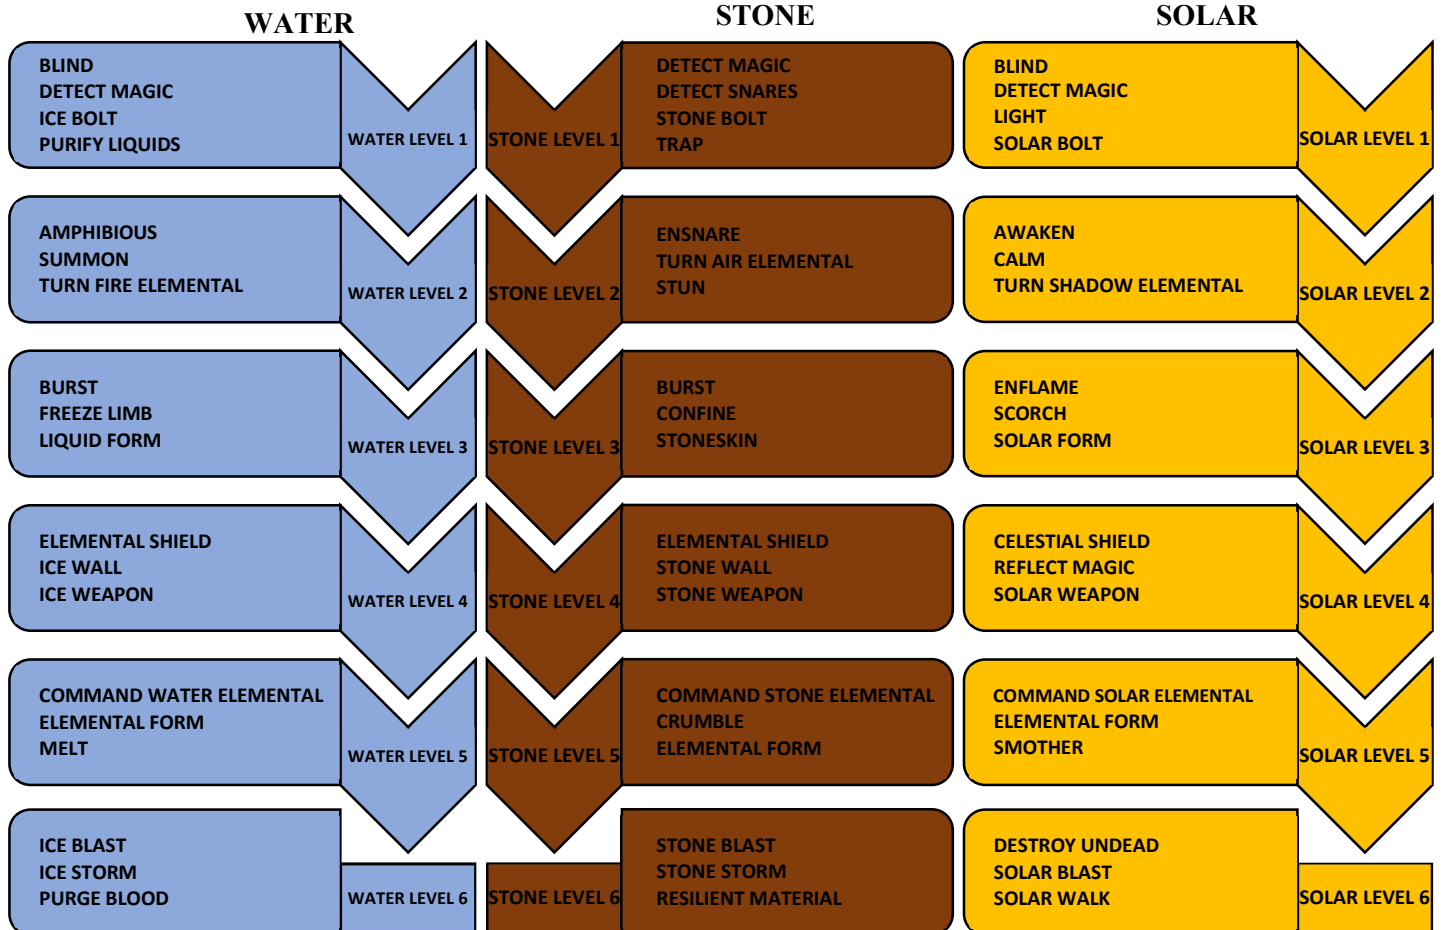 WATER
STONE
SOLAR
BLIND
DETECT MAGIC
ICE BOLT
PURIFY LIQUIDS
WATER LEVEL 1
STONE LEVEL 1
DETECT MAGIC
DETECT SNARES
STONE BOLT
TRAP
BLIND
DETECT MAGIC
LIGHT
SOLAR BOLT
SOLAR LEVEL 1
AMPHIBIOUS
SUMMON
TURN FIRE ELEMENTAL
WATER LEVEL 2
STONE LEVEL 2
ENSNARE
TURN AIR ELEMENTAL
STUN
AWAKEN
CALM
TURN SHADOW ELEMENTAL
SOLAR LEVEL 2
BURST
FREEZE LIMB
LIQUID FORM
WATER LEVEL 3
STONE LEVEL 3
BURST
CONFINE
STONESKIN
ENFLAME
SCORCH
SOLAR FORM
SOLAR LEVEL 3
ELEMENTAL SHIELD
ICE WALL
ICE WEAPON
WATER LEVEL 4
STONE LEVEL 4
ELEMENTAL SHIELD
STONE WALL
STONE WEAPON
CELESTIAL SHIELD
REFLECT MAGIC
SOLAR WEAPON
SOLAR LEVEL 4
COMMAND WATER ELEMENTAL
ELEMENTAL FORM
MELT
WATER LEVEL 5
STONE LEVEL 5
COMMAND STONE ELEMENTAL
CRUMBLE
ELEMENTAL FORM
COMMAND SOLAR ELEMENTAL
ELEMENTAL FORM
SMOTHER
SOLAR LEVEL 5
ICE BLAST
ICE STORM
PURGE BLOOD
WATER LEVEL 6
STONE LEVEL 6
STONE BLAST
STONE STORM
RESILIENT MATERIAL
DESTROY UNDEAD
SOLAR BLAST
SOLAR WALK
SOLAR LEVEL 6